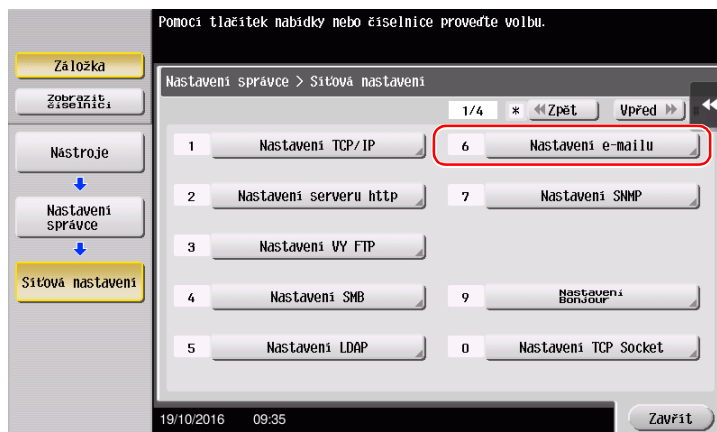 Pomocí tlačítek nabídky nebo číselnice proveďte volbu.
Záložka
Zobrazit
číselnici
Nástroje
Nastavení
správce
Síťová nastavení
Nastavení správce > Síťová nastavení
1/4 * Zpět Vpřed
1 Nastavení TCP/IP
6 Nastavení e-mailu
2 Nastavení serveru http
7 Nastavení SNMP
3 Nastavení VY FTP
4 Nastavení SMB
9 Nastavení
Bonjour
5 Nastavení LDAP
0 Nastavení TCP Socket
19/10/2016 09:35
Zavřít